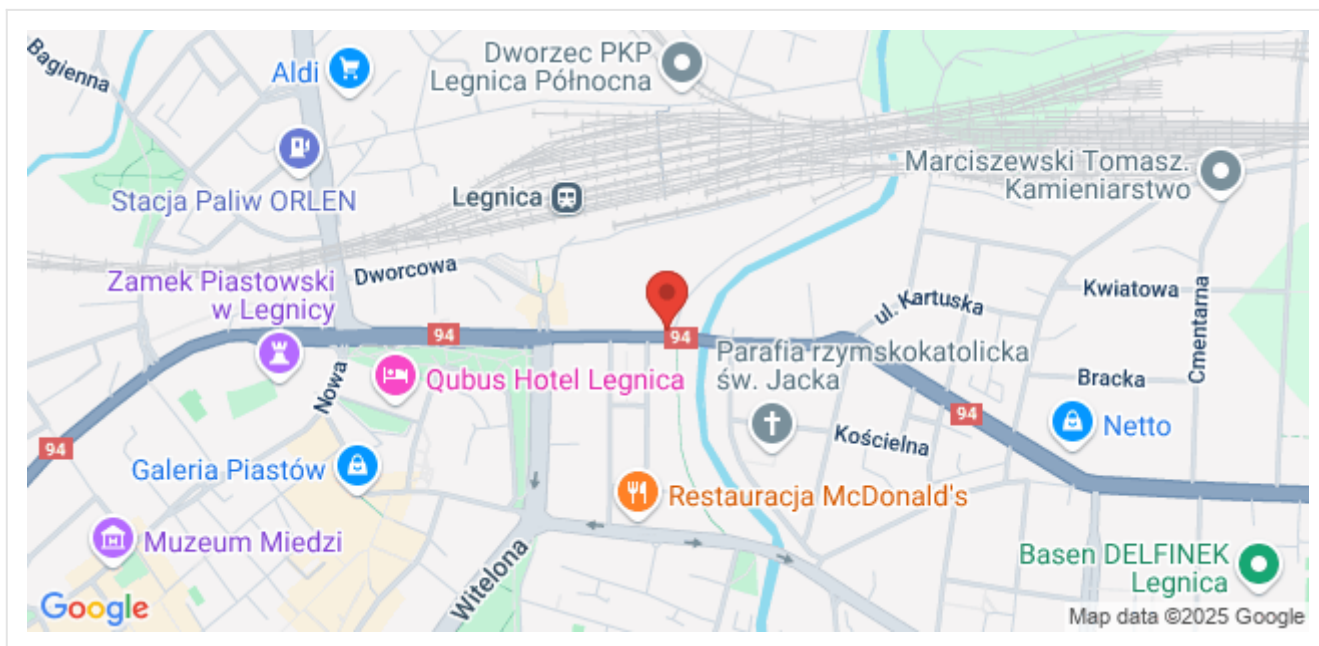 Bagienna
Aldi
Dworzec PKP
Legnica Północna
Stacja Paliw ORLEN
Legnica
Marciszewski Tomasz.
Kamieniarstwo
Zamek Piastowski
w Legnicy
Dworcowa
ul. Kartuska
Kwiatowa
Cmentarna
94
94
Parafia rzymskokatolicka
św. Jacka
Nowa
Qubus Hotel Legnica
Bracka
94
Netto
Kościelna
94
Galeria Piastów
Restauracja McDonald's
Muzeum Miedzi
Witelona
Basen DELFINEK
Legnica
Google
Map data ©2025 Google